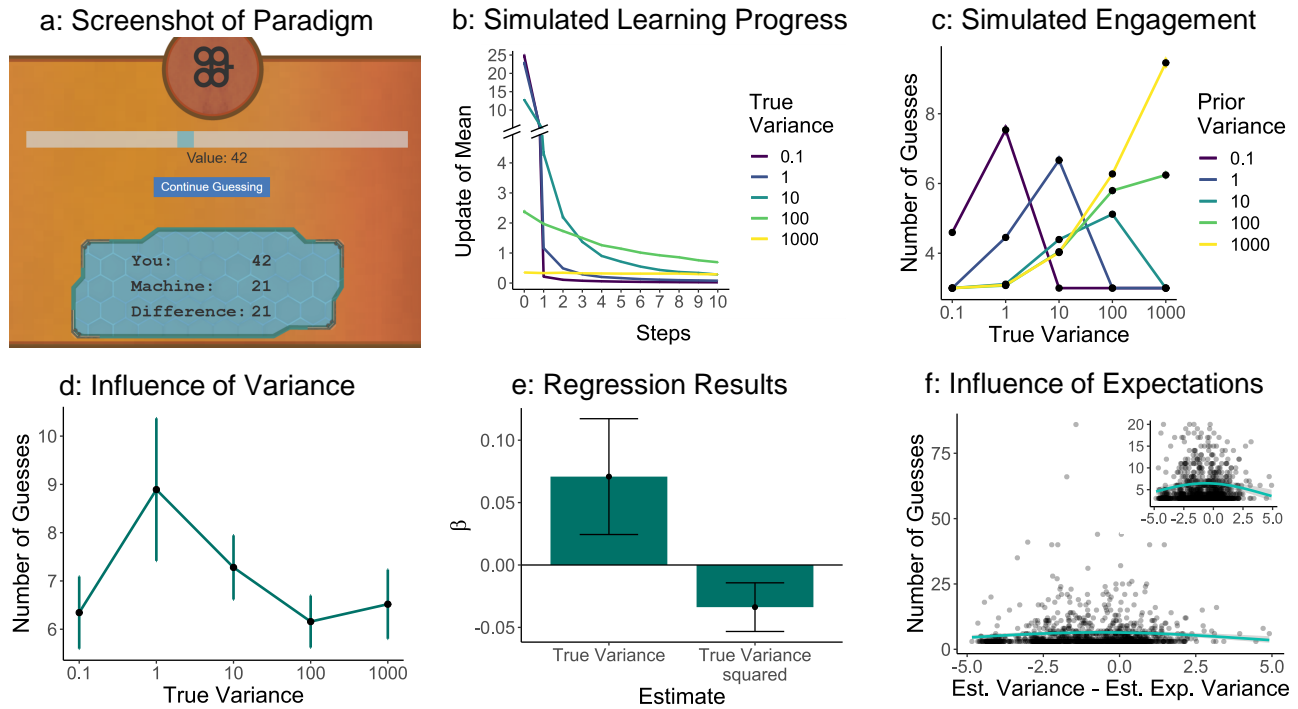 a: Screenshot of Paradigm
Value: 42
Continue Guessing
You: 42
Machine: 21
Difference: 21
b: Simulated Learning Progress
Update of Mean
25
20
15
10
4
3
2
1
0
0 1 2 3 4 5 6 7 8 9 10
Steps
True
Variance
0.1
1
10
100
1000
c: Simulated Engagement
Number of Guesses
8
6
4
0.1 1 10 100 1000
True Variance
Prior
Variance
0.1
1
10
100
1000
d: Influence of Variance
Number of Guesses
10
9
8
7
6
0.1 1 10 100 1000
True Variance
e: Regression Results
β
0.10
0.05
0.00
-0.05
True Variance True Variance
squared
Estimate
f: Influence of Expectations
Number of Guesses
75
50
25
0
-5.0 -2.5 0.0 2.5 5.0
Est. Variance - Est. Exp. Variance
20
15
10
5
-5.0 -2.5 0.0 2.5 5.0